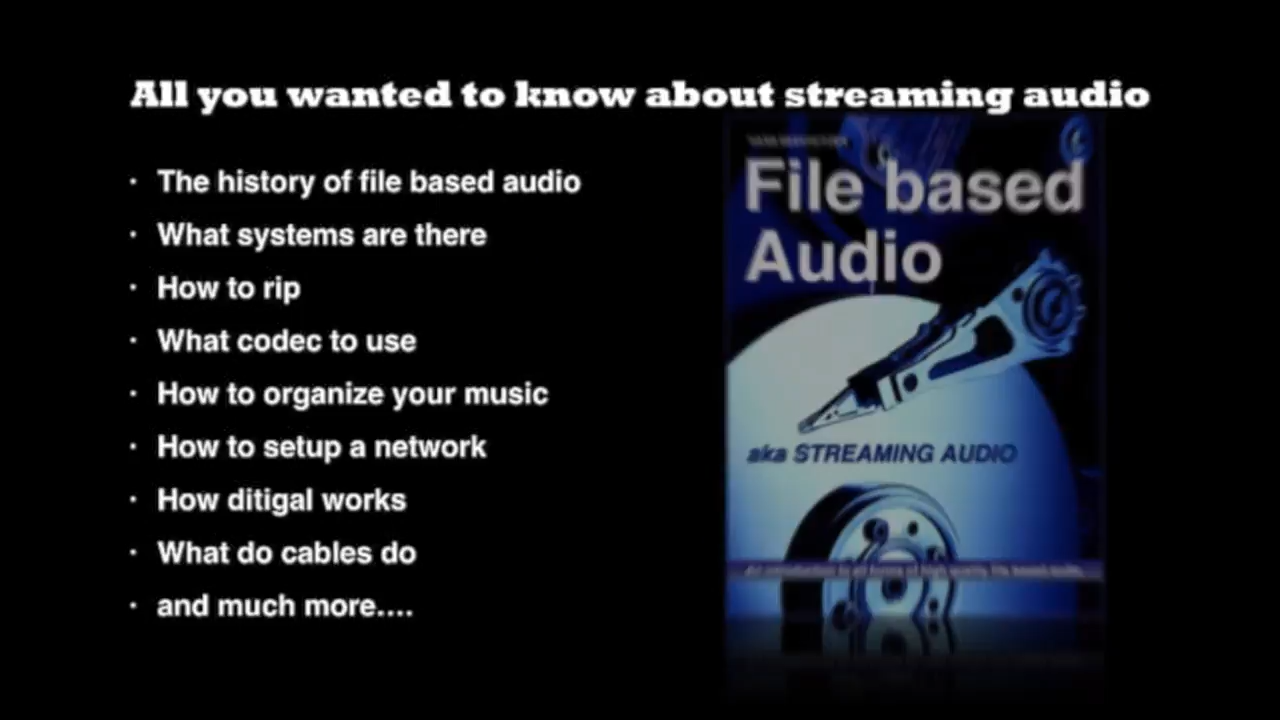 All you wanted to know about streaming audio
· The history of file based audio
· What systems are there
· How to rip
· What codec to use
· How to organize your music
· How to setup a network
· How ditigal works
· What do cables do
· and much more....
File based
Audio
aka STREAMING AUDIO